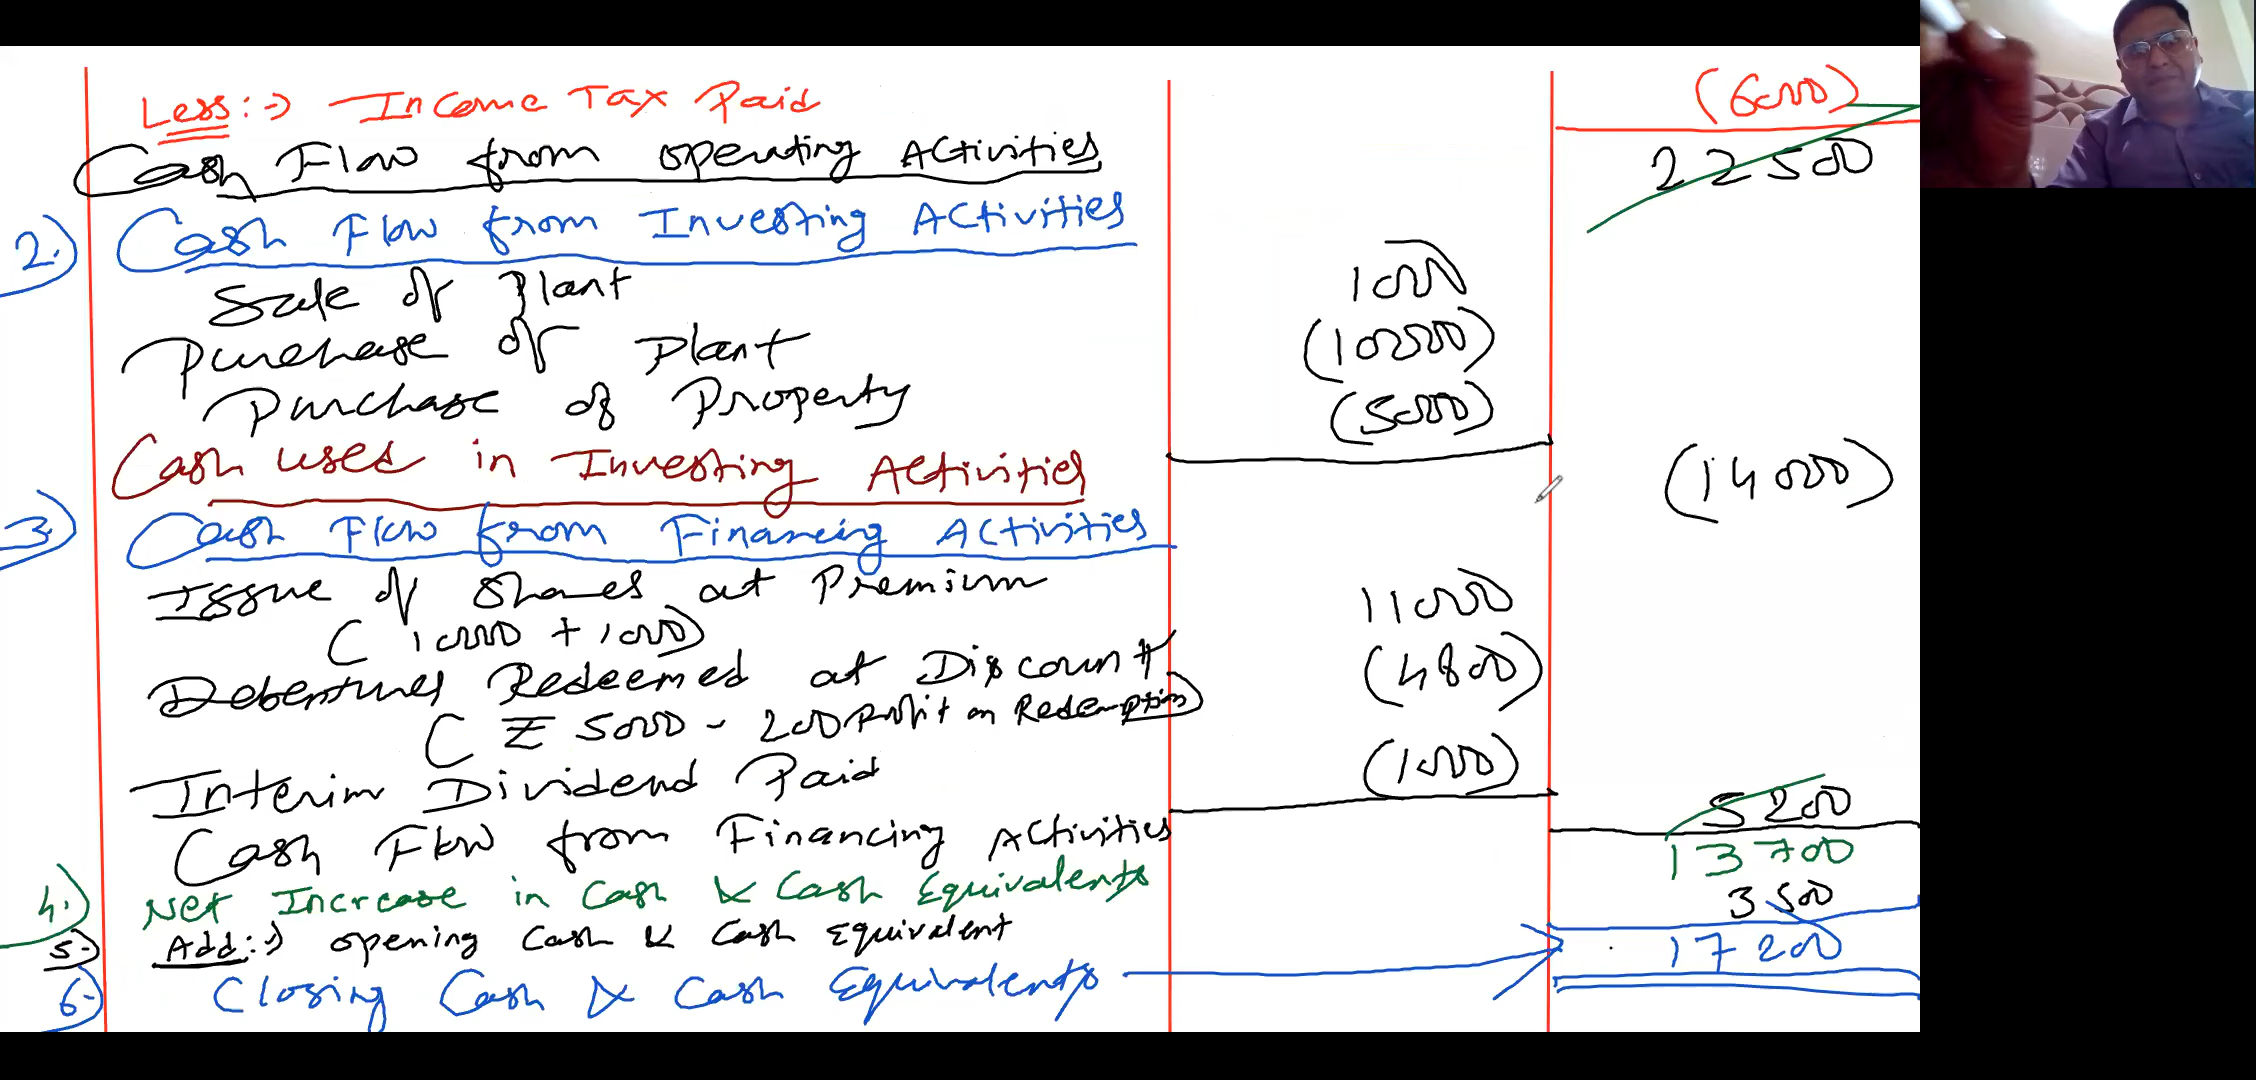 Less:-) Income Tax Paid (6000)
Cash Flow from operating Activities 22500
2.) Cash Flow from Investing Activities
Sale of Plant 1000
Purchase of Plant (10000)
Purchase of Property (5000)
Cash used in Investing Activities (14000)
3.) Cash Flow from Financing Activities
Issue of Shares at Premium 11000
( 10000 + 1000)
Debentures Redeemed at Discount (4800)
( ₹ 5000 - 200 Profit on Redemption)
Interim Dividend Paid (1000)
Cash Flow from Financing Activities 5200
4.) Net Increase in Cash & Cash Equivalents 13700
5.) Add:-) opening Cash & Cash Equivalent 3500
6.) Closing Cash & Cash Equivalents 17200